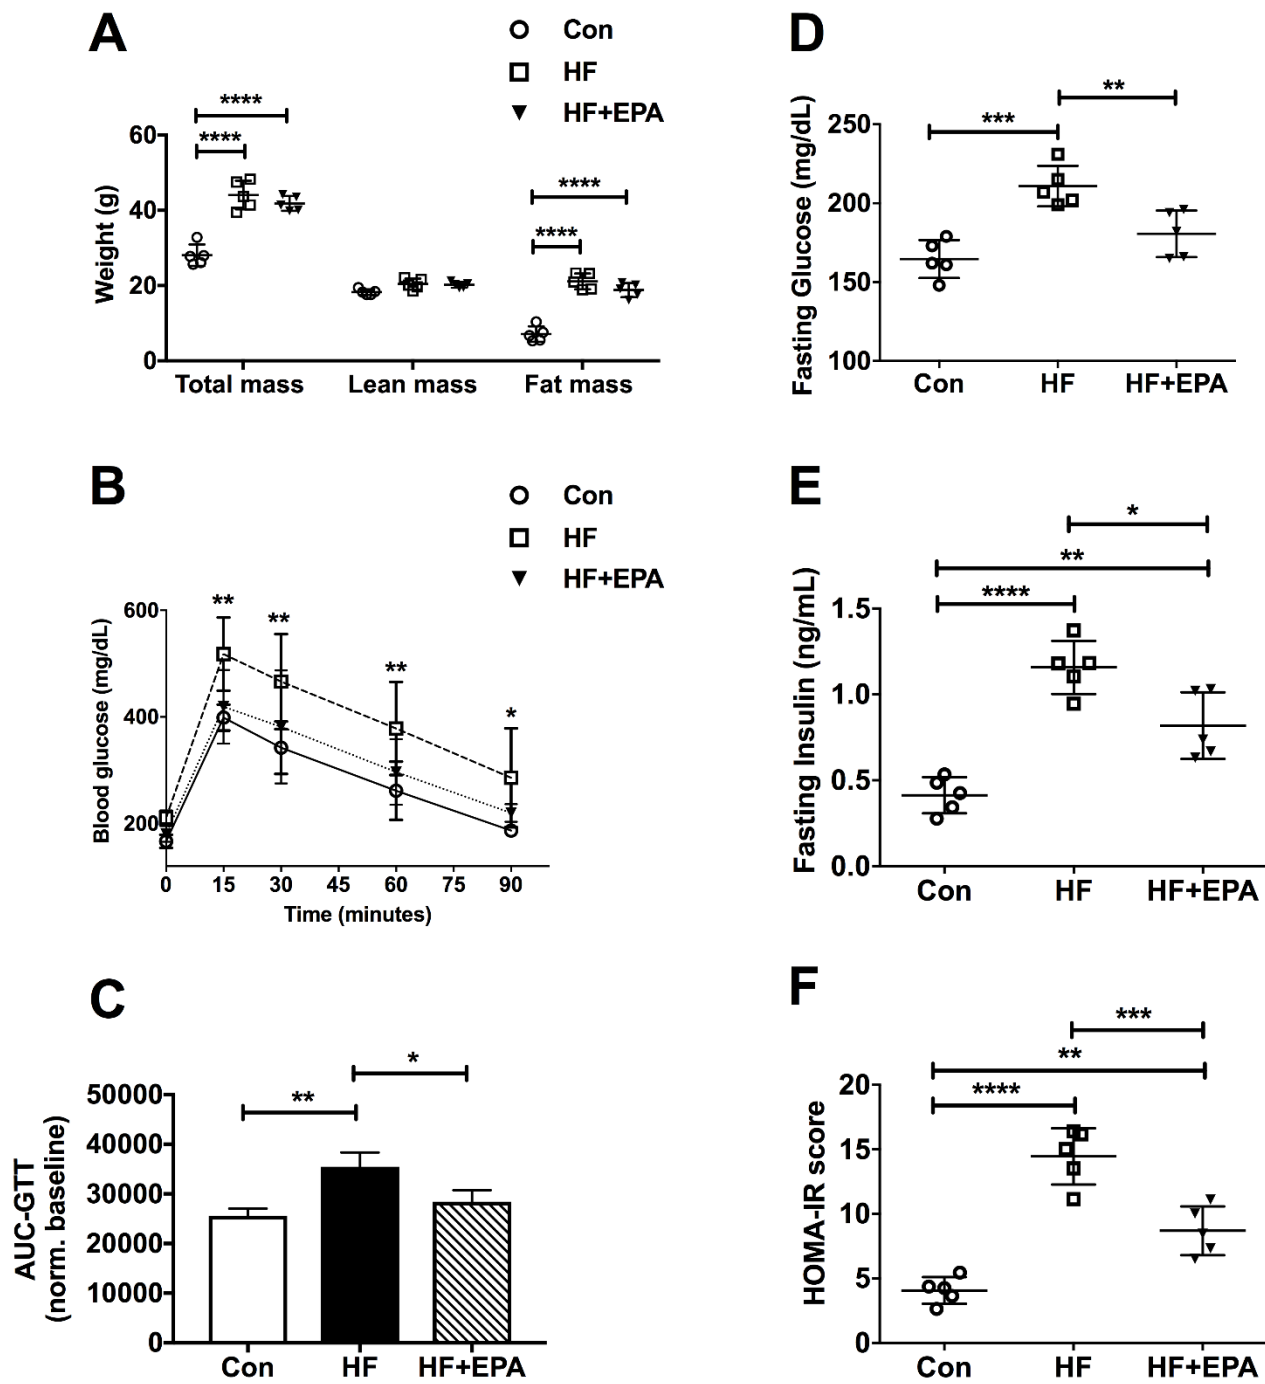 A
Con
HF
HF+EPA
****
****
****
****
Weight (g)
60
40
20
0
Total mass
Lean mass
Fat mass
B
Con
HF
HF+EPA
**
**
**
*
Blood glucose (mg/dL)
600
400
200
0 15 30 45 60 75 90
Time (minutes)
C
*
**
AUC-GTT
(norm. baseline)
50000
40000
30000
20000
10000
0
Con HF HF+EPA
D
**
***
Fasting Glucose (mg/dL)
250
200
150
100
Con HF HF+EPA
E
*
**
****
Fasting Insulin (ng/mL)
1.5
1.0
0.5
0.0
Con HF HF+EPA
F
***
**
****
HOMA-IR score
20
15
10
5
0
Con HF HF+EPA